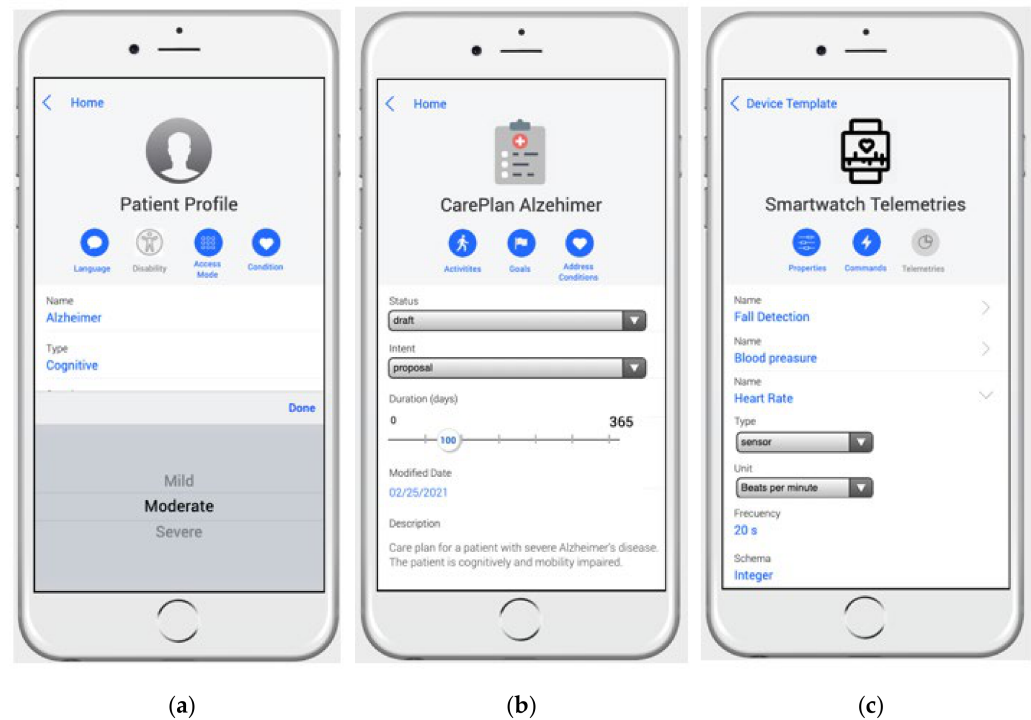 Home
Patient Profile
Language
Disability
Access
Mode
Condition
Name
Alzheimer
Type
Cognitive
Done
Mild
Moderate
Severe
(a)
Home
CarePlan Alzehimer
Activitites
Goals
Address
Conditions
Status
draft
Intent
proposal
Duration (days)
0
365
100
Modified Date
02/25/2021
Description
Care plan for a patient with severe Alzheimer's disease.
The patient is cognitively and mobility impaired.
(b)
Device Template
Smartwatch Telemetries
Properties
Commands
Telemetries
Name
Fall Detection
Name
Blood preasure
Name
Heart Rate
Type
sensor
Unit
Beats per minute
Frecuency
20 s
Schema
Integer
(c)